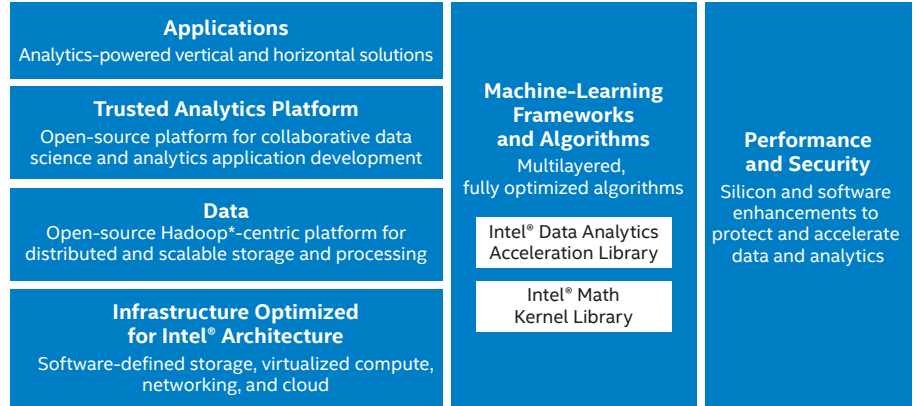 Applications
Analytics-powered vertical and horizontal solutions
Trusted Analytics Platform
Open-source platform for collaborative data
science and analytics application development
Data
Open-source Hadoop*-centric platform for
distributed and scalable storage and processing
Infrastructure Optimized
for Intel® Architecture
Software-defined storage, virtualized compute,
networking, and cloud
Machine-Learning
Frameworks
and Algorithms
Multilayered,
fully optimized algorithms
Intel® Data Analytics
Acceleration Library
Intel® Math
Kernel Library
Performance
and Security
Silicon and software
enhancements to
protect and accelerate
data and analytics